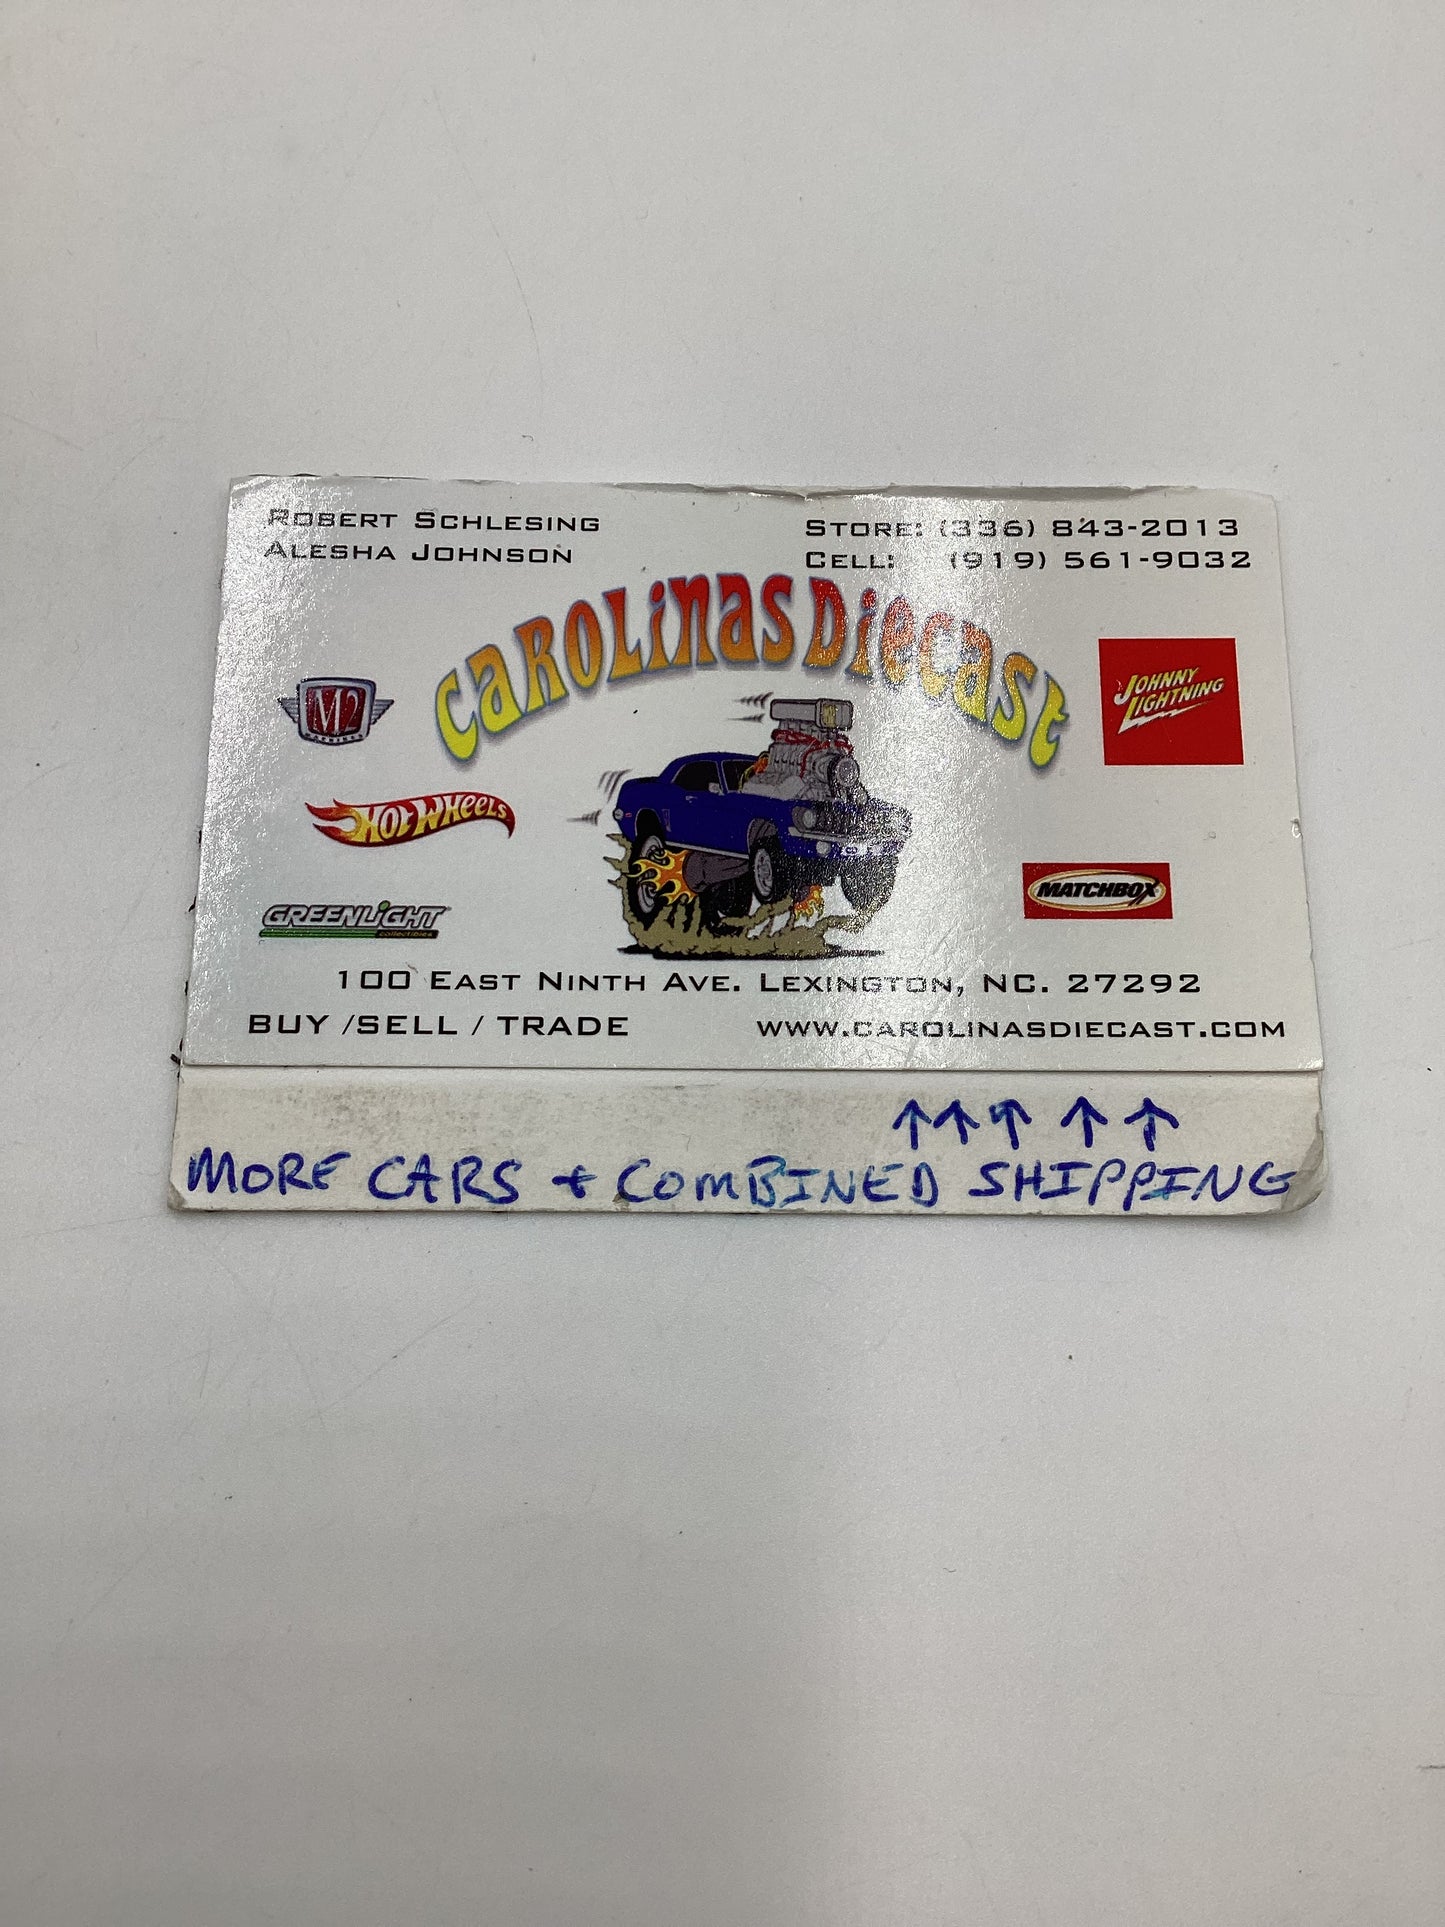 ROBERT SCHLESING
ALESHA JOHNSON
STORE: (336) 843-2013
CELL: (919) 561-9032
CAROLINAS DIECAST
M2
MACHINES
JOHNNY
LIGHTNING
HOT WHEELS
GREENLIGHT
collectibles
MATCHBOX
100 EAST NINTH AVE. LEXINGTON, NC. 27292
BUY /SELL / TRADE
WWW.CAROLINASDIECAST.COM
↑↑↑ ↑ ↑
MORE CARS + COMBINED SHIPPING